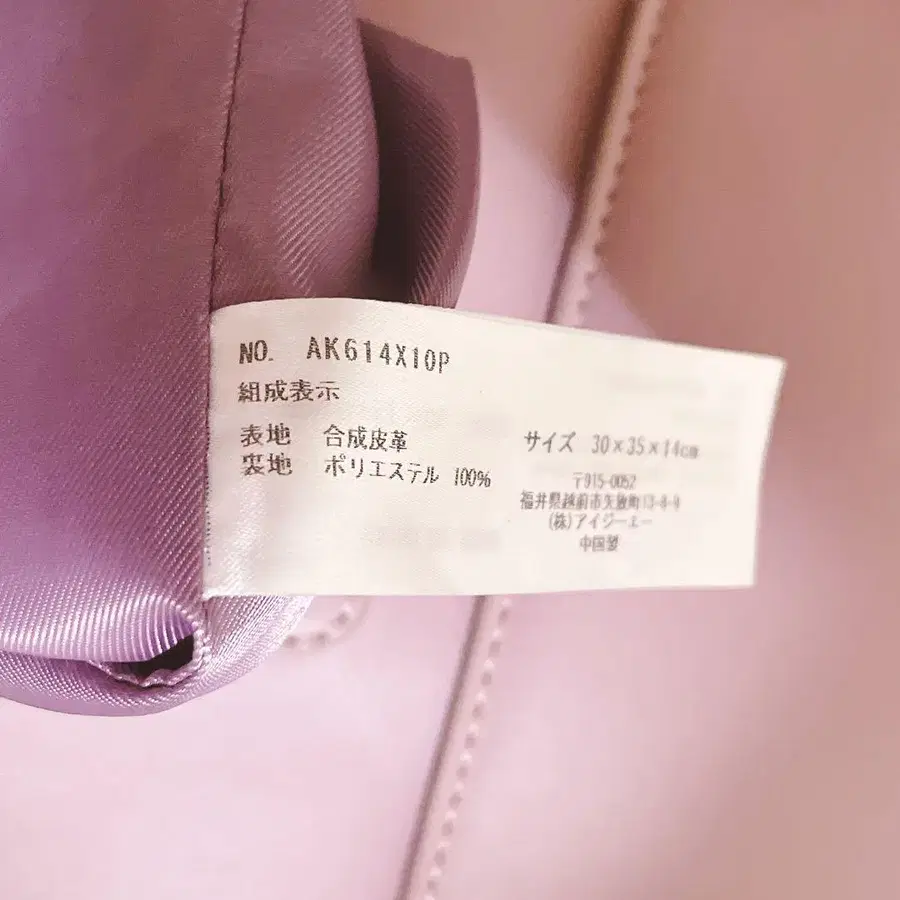 NO. AK614X10P
組成表示
表地 合成皮革
裏地 ポリエステル 100%
サイズ 30×35×14cm
〒915-0052
福井県越前市矢放町13-8-9
(株)アイジーエー
中国製